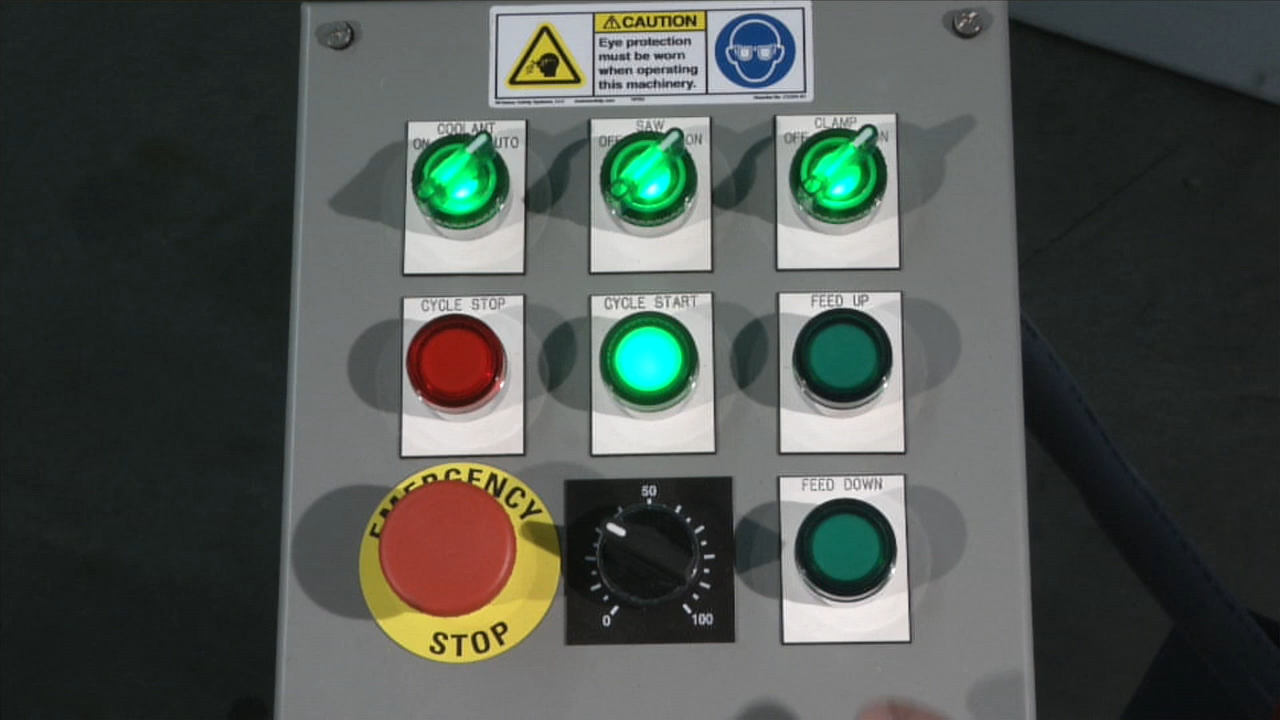 CAUTION
Eye protection
must be worn
when operating
this machinery.
COOLANT
ON AUTO
SAW
OFF ON
CLAMP
OFF ON
CYCLE STOP
CYCLE START
FEED UP
EMERGENCY
STOP
50
0
100
FEED DOWN